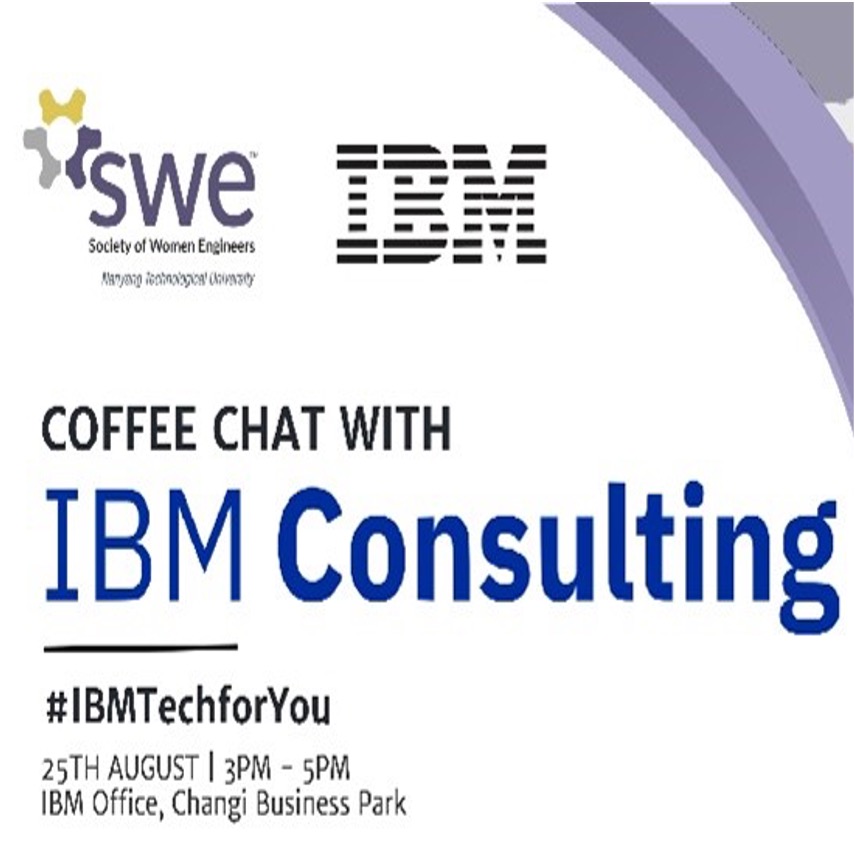 swe™
Society of Women Engineers
Nanyang Technological University
IBM
COFFEE CHAT WITH
IBM Consulting
#IBMTechforYou
25TH AUGUST | 3PM - 5PM
IBM Office, Changi Business Park